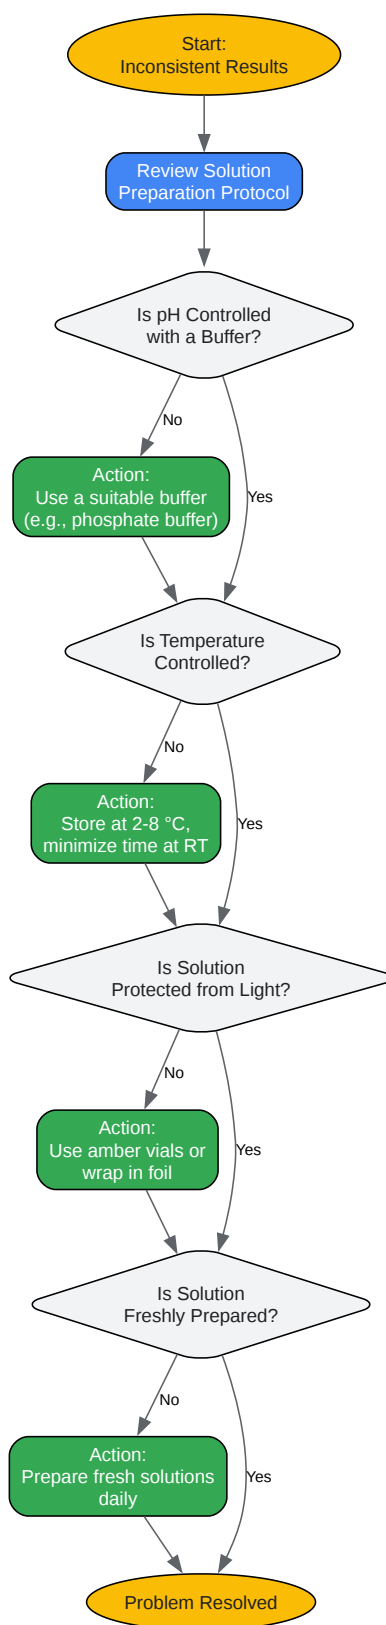 Start:
Inconsistent Results
Review Solution
Preparation Protocol
Is pH Controlled
with a Buffer?
No
Action:
Use a suitable buffer
(e.g., phosphate buffer)
Yes
Is Temperature
Controlled?
No
Action:
Store at 2-8 °C,
minimize time at RT
Yes
Is Solution
Protected from Light?
No
Action:
Use amber vials or
wrap in foil
Yes
Is Solution
Freshly Prepared?
No
Action:
Prepare fresh solutions
daily
Yes
Problem Resolved